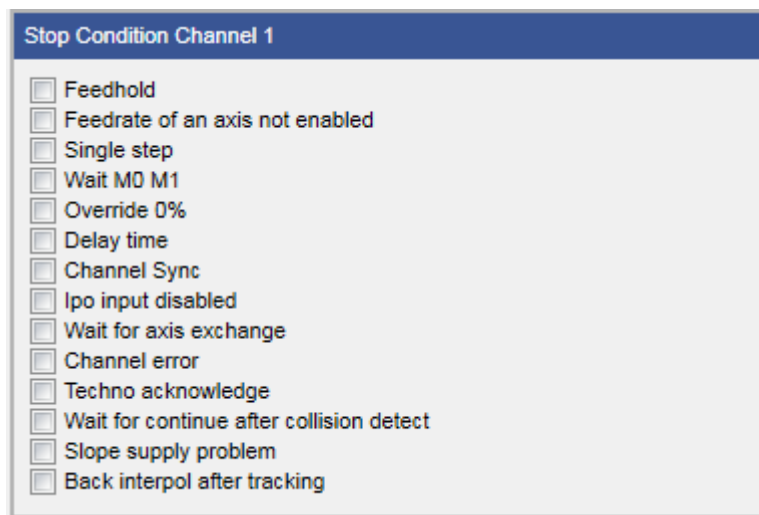 Stop Condition Channel 1
Feedhold
Feedrate of an axis not enabled
Single step
Wait M0 M1
Override 0%
Delay time
Channel Sync
Ipo input disabled
Wait for axis exchange
Channel error
Techno acknowledge
Wait for continue after collision detect
Slope supply problem
Back interpol after tracking